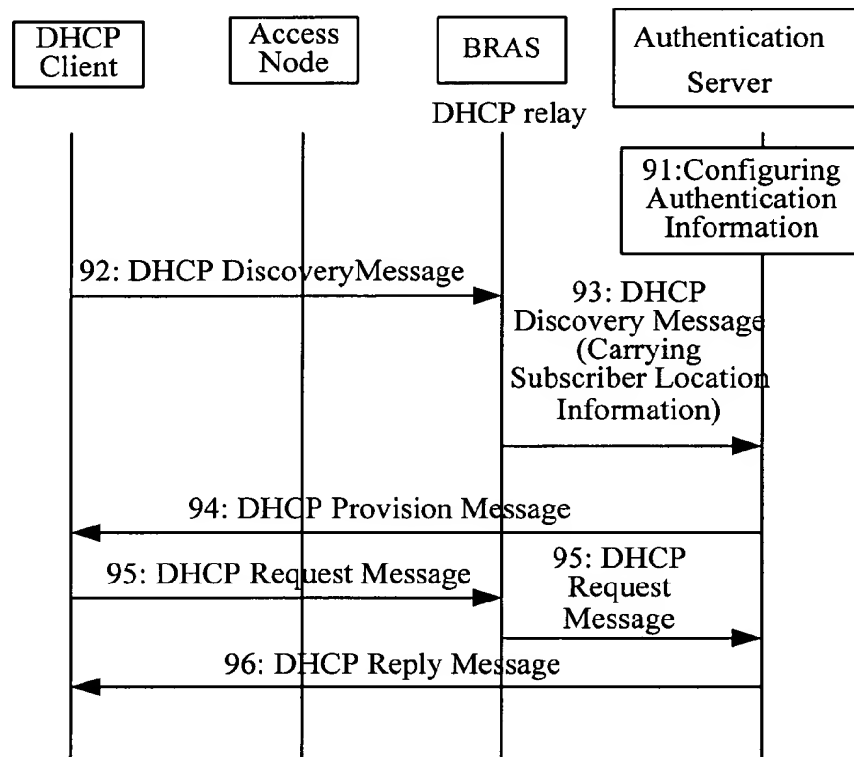 DHCP
Client
Access
Node
BRAS
Authentication
Server
DHCP relay
91:Configuring
Authentication
Information
92: DHCP DiscoveryMessage
93: DHCP
Discovery Message
(Carrying
Subscriber Location
Information)
94: DHCP Provision Message
95: DHCP Request Message
95: DHCP
Request
Message
96: DHCP Reply Message